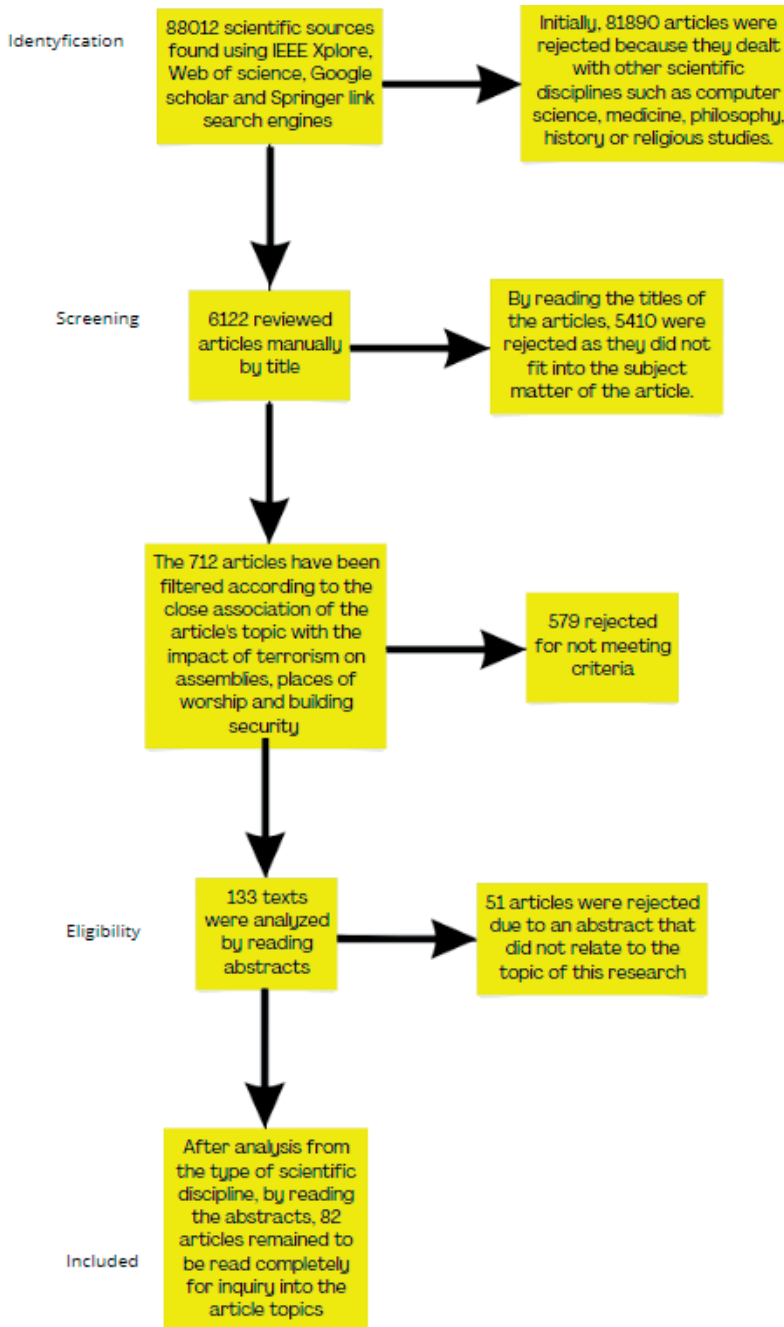 Identyfication
88012 scientific sources
found using IEEE Xplore,
Web of science, Google
scholar and Springer link
search engines
Initially, 81890 articles were
rejected because they dealt
with other scientific
disciplines such as computer
science, medicine, philosophy,
history or religious studies.
Screening
6122 reviewed
articles manually
by title
By reading the titles of
the articles, 5410 were
rejected as they did not
fit into the subject
matter of the article.
The 712 articles have been
filtered according to the
close association of the
article's topic with the
impact of terrorism on
assemblies, places of
worship and building
security
579 rejected
for not meeting
criteria
Eligibility
133 texts
were analyzed
by reading
abstracts
51 articles were rejected
due to an abstract that
did not relate to the
topic of this research
Included
After analysis from
the type of scientific
discipline, by reading
the abstracts, 82
articles remained to
be read completely
for inquiry into the
article topics